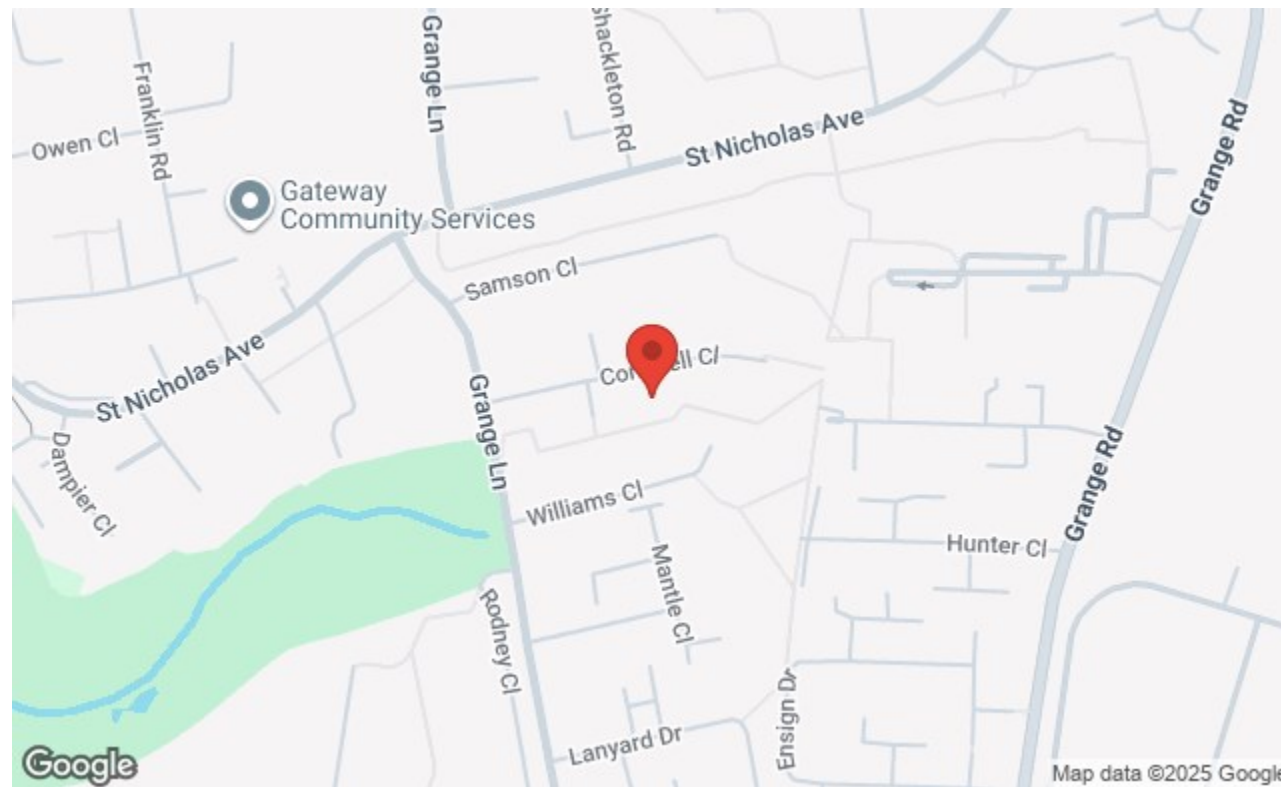 Grange Ln
Shackleton Rd
Franklin Rd
Owen Cl
St Nicholas Ave
Grange Rd
Gateway
Community Services
Samson Cl
St Nicholas Ave
Grange Ln
Dampier Cl
Williams Cl
Grange Rd
Hunter Cl
Mantle Cl
Rodney Cl
Ensign Dr
Lanyard Dr
Google
Map data ©2025 Google